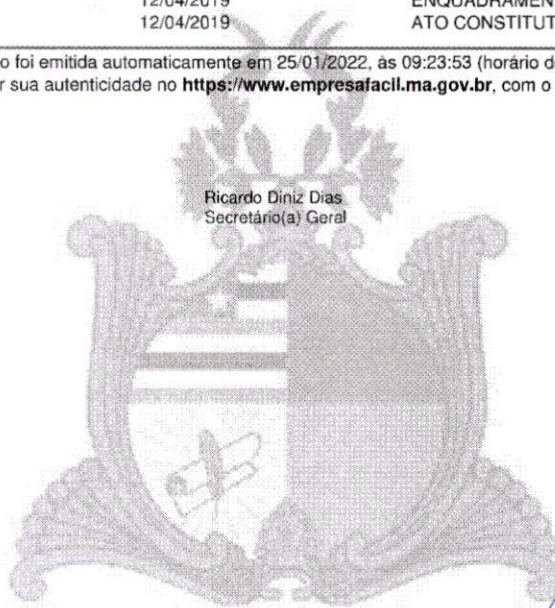 12/04/2019 ENQUADRAMEN
12/04/2019 ATO CONSTITUT
o foi emitida automaticamente em 25/01/2022, às 09:23:53 (horário de
r sua autenticidade no https://www.empresafacil.ma.gov.br, com o
Ricardo Diniz Dias
Secretário(a) Geral